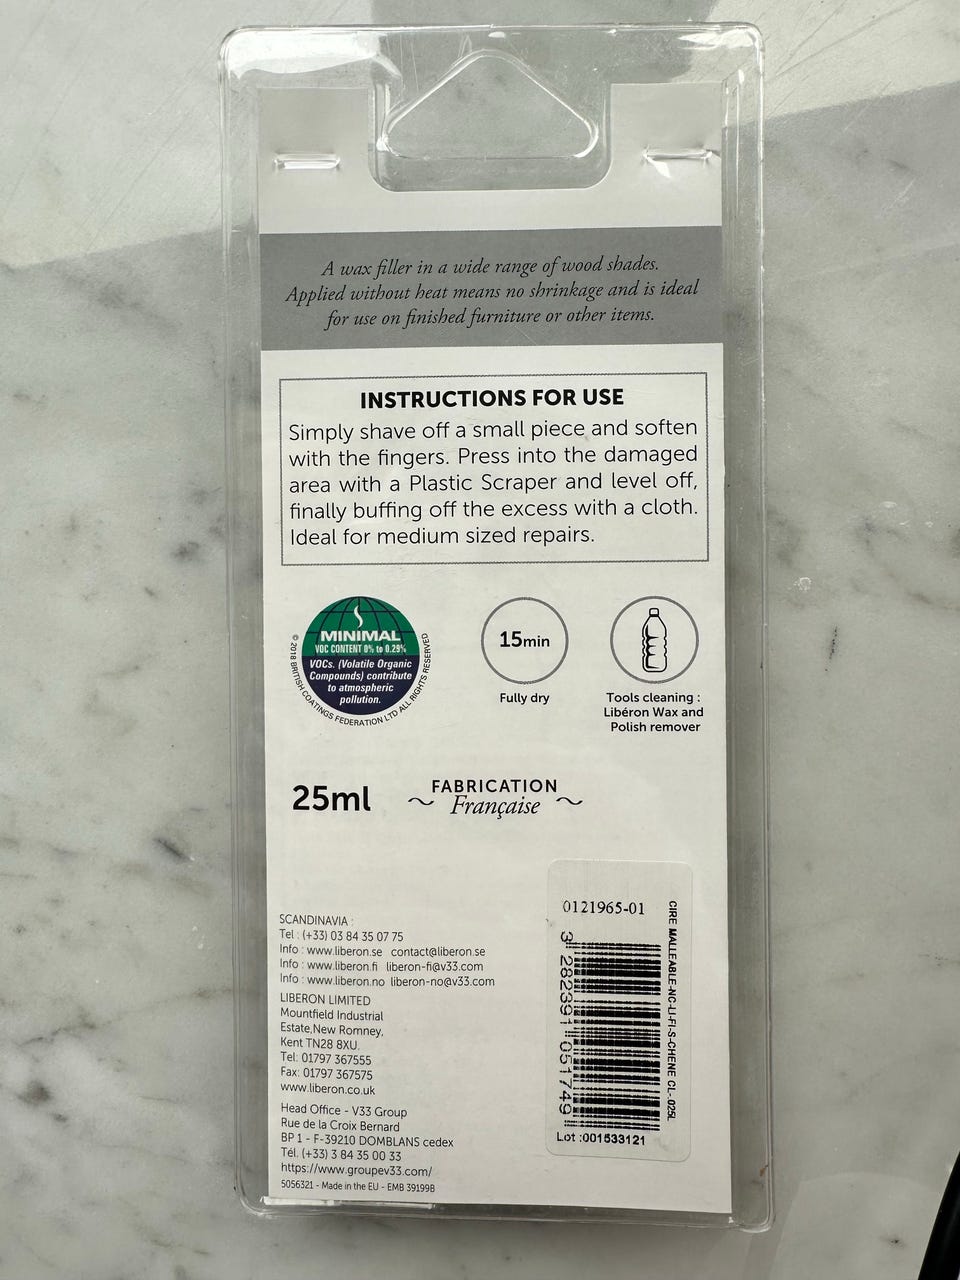 A wax filler in a wide range of wood shades.
Applied without heat means no shrinkage and is ideal
for use on finished furniture or other items.
INSTRUCTIONS FOR USE
Simply shave off a small piece and soften
with the fingers. Press into the damaged
area with a Plastic Scraper and level off,
finally buffing off the excess with a cloth.
Ideal for medium sized repairs.
MINIMAL
VOC CONTENT 0% to 0.29%
VOCs. (Volatile Organic
Compounds) contribute
to atmospheric
pollution.
© 2018 BRITISH COATINGS FEDERATION LTD ALL RIGHTS RESERVED
15min
Fully dry
Tools cleaning :
Libéron Wax and
Polish remover
25ml
FABRICATION
Française
SCANDINAVIA :
Tel : (+33) 03 84 35 07 75
Info : www.liberon.se contact@liberon.se
Info : www.liberon.fi liberon-fi@v33.com
Info : www.liberon.no liberon-no@v33.com
LIBERON LIMITED
Mountfield Industrial
Estate,New Romney,
Kent TN28 8XU.
Tel: 01797 367555
Fax: 01797 367575
www.liberon.co.uk
Head Office - V33 Group
Rue de la Croix Bernard
BP 1 - F-39210 DOMBLANS cedex
Tél. (+33) 3 84 35 00 33
https://www.groupev33.com/
5056321 - Made in the EU - EMB 39199B
0121965-01
CIRE MALLEABLE-NC-LI-FI-S-CHENE CL-.025L
3 282391 051749
Lot :001533121